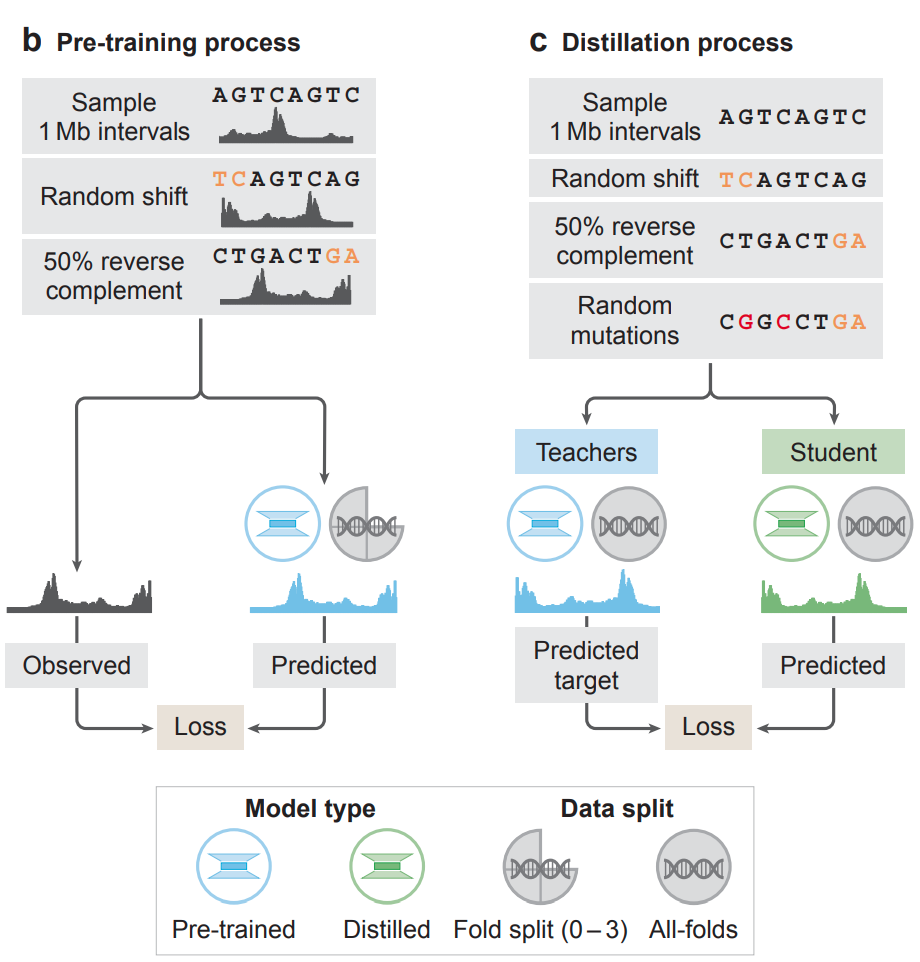 b Pre-training process
Sample
1 Mb intervals
AGTCAGTC
Random shift
TCAGTCAG
50% reverse
complement
CTGACTGA
Observed
Predicted
Loss
c Distillation process
Sample
1 Mb intervals
AGTCAGTC
Random shift
TCAGTCAG
50% reverse
complement
CTGACTGA
Random
mutations
CGGCCTGA
Teachers
Student
Predicted
target
Predicted
Loss
Model type
Data split
Pre-trained
Distilled
Fold split (0 – 3)
All-folds